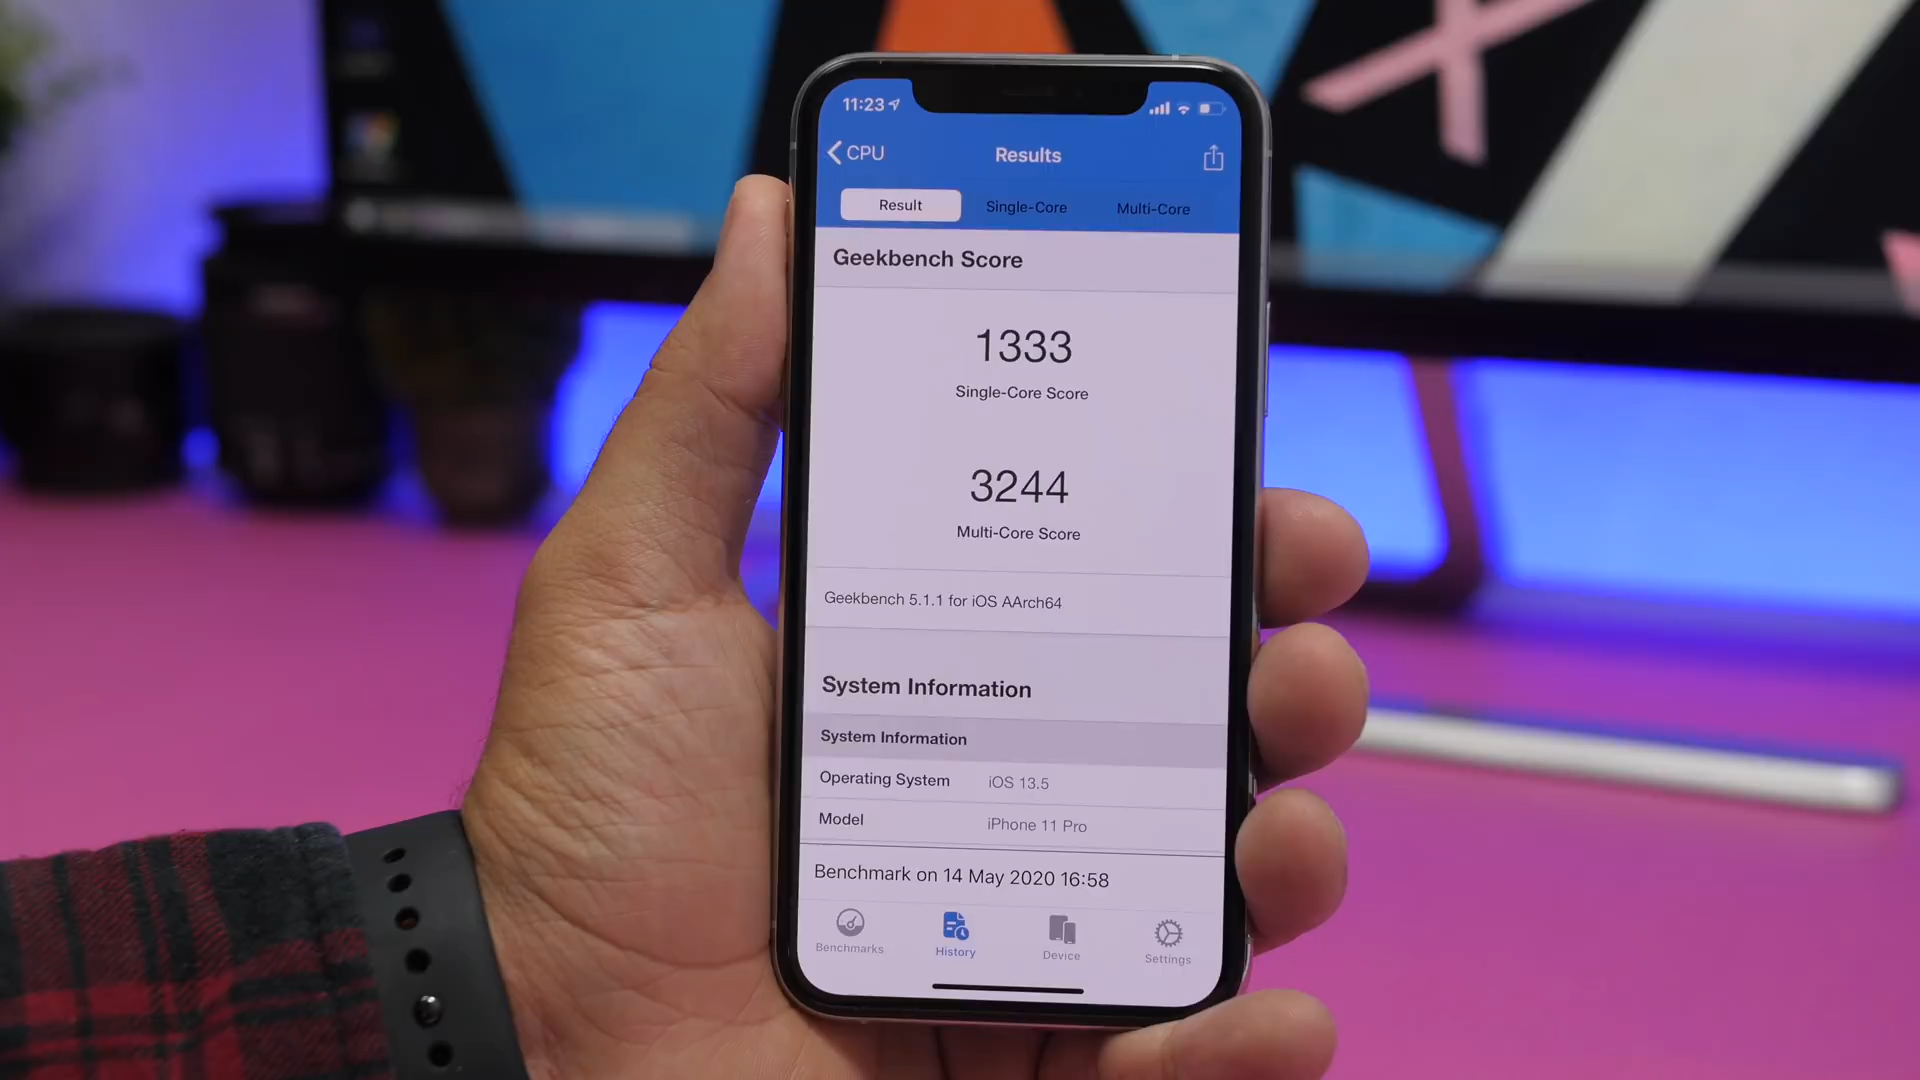 11:23
CPU
Results
Result
Single-Core
Multi-Core
Geekbench Score
1333
Single-Core Score
3244
Multi-Core Score
Geekbench 5.1.1 for iOS AArch64
System Information
System Information
Operating System iOS 13.5
Model iPhone 11 Pro
Benchmark on 14 May 2020 16:58
Benchmarks
History
Device
Settings